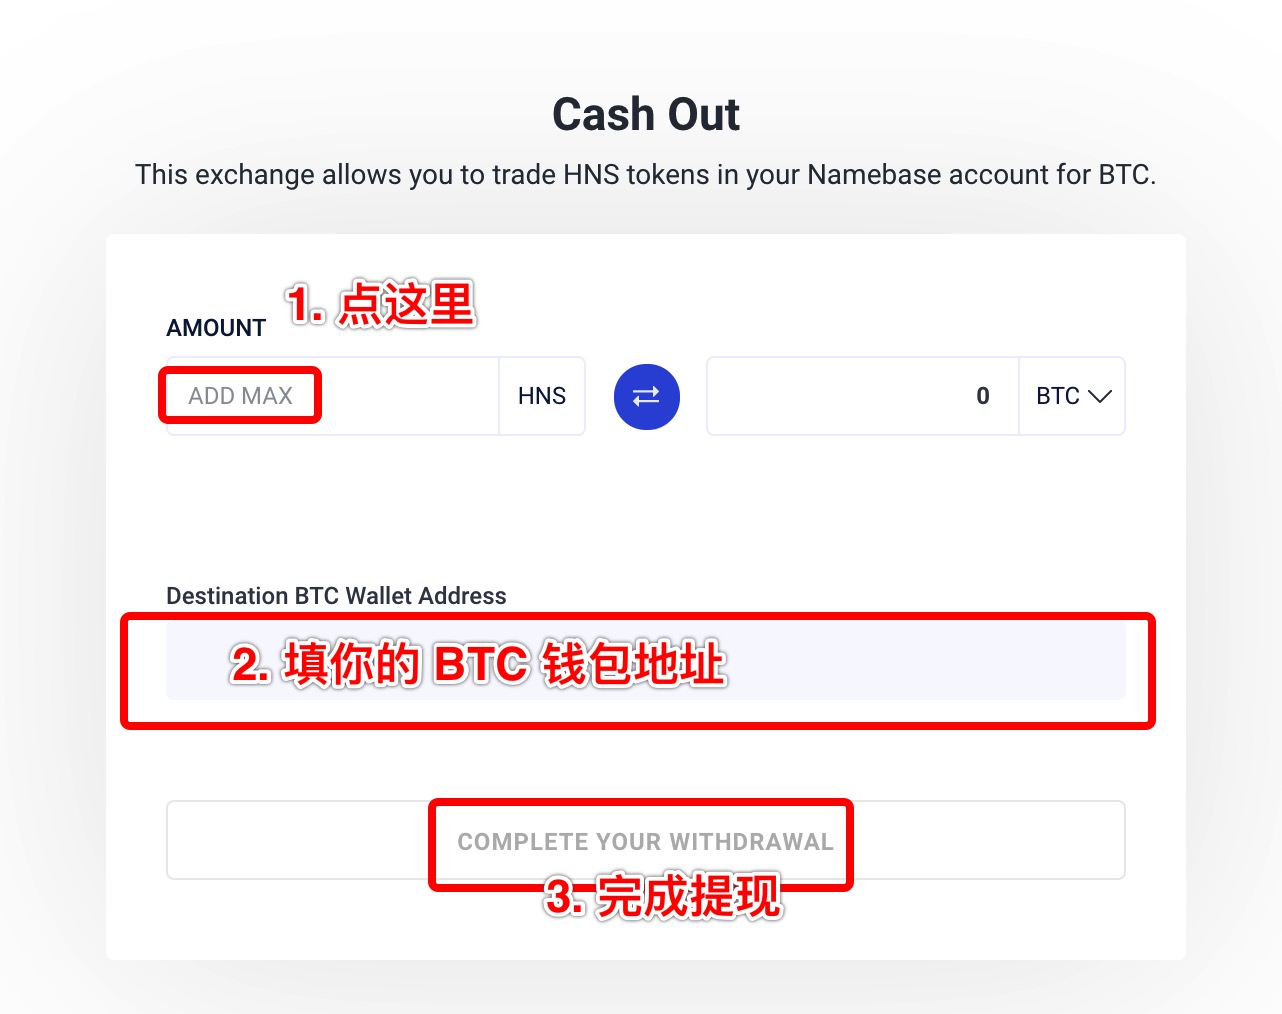 Cash Out
This exchange allows you to trade HNS tokens in your Namebase account for BTC.
1. 点这里
AMOUNT
ADD MAX HNS 0 BTC
Destination BTC Wallet Address
2. 填你的 BTC 钱包地址
COMPLETE YOUR WITHDRAWAL
3. 完成提现